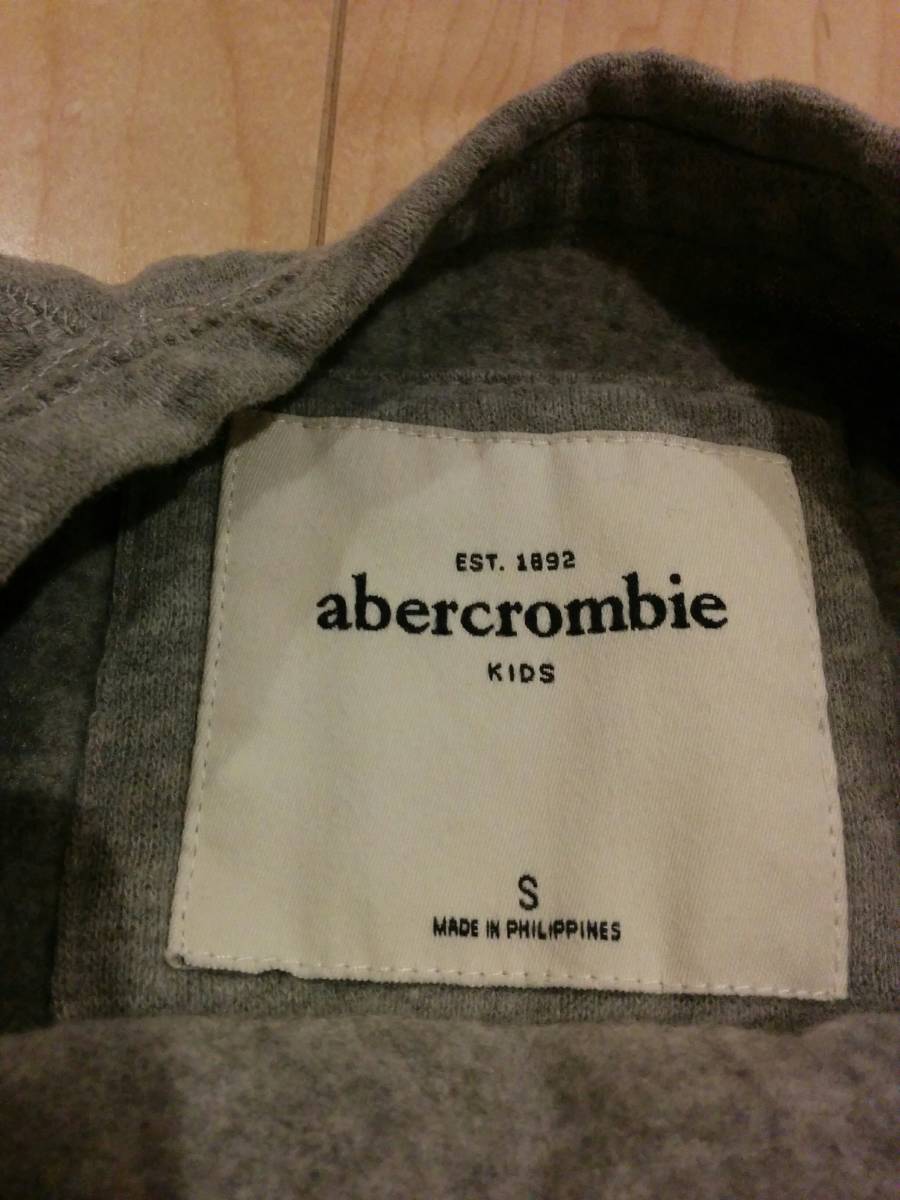 EST. 1892
abercrombie
KIDS
S
MADE IN PHILIPPINES